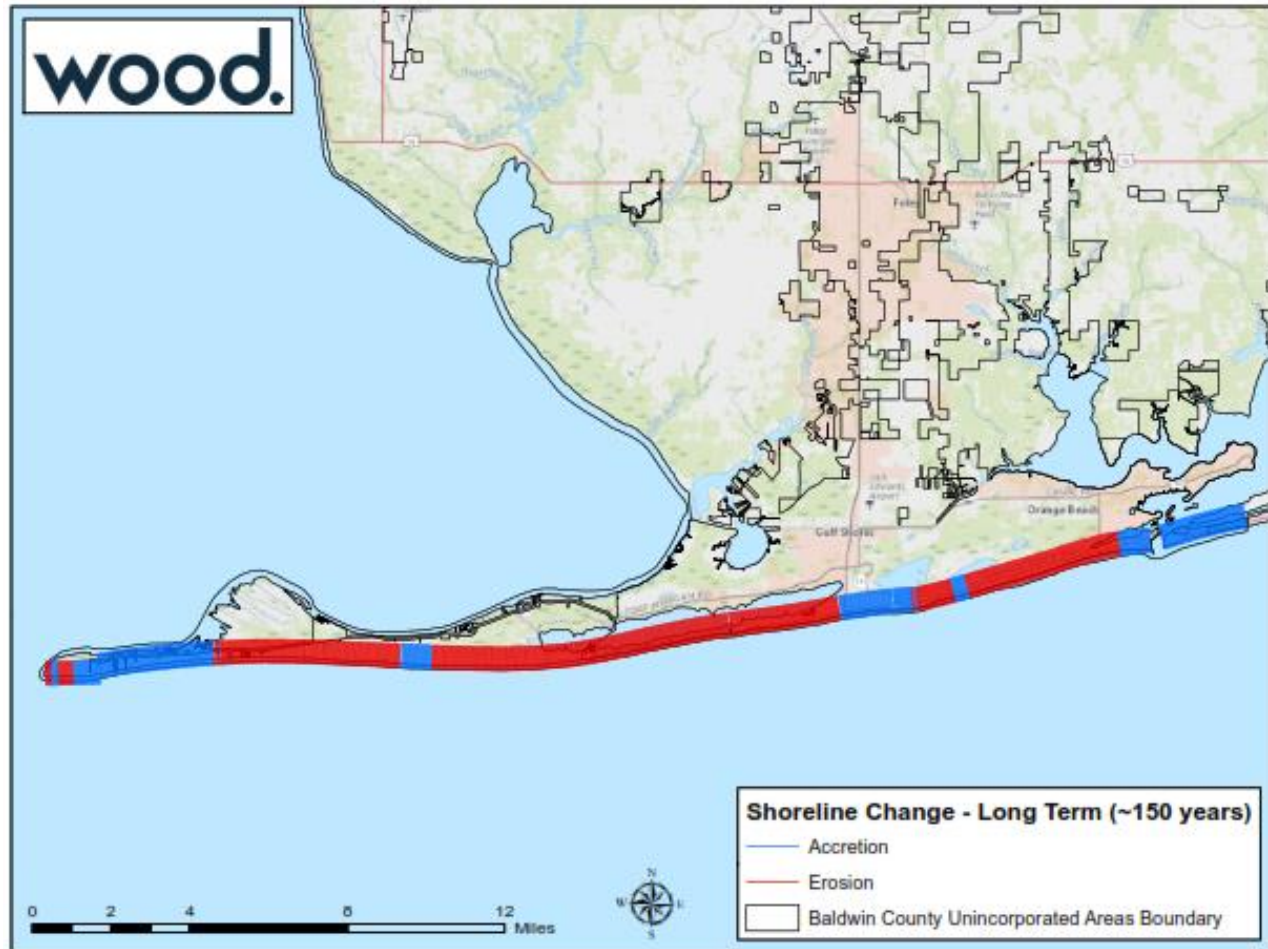 wood.
Orange Beach
Gulf Shores
Shoreline Change - Long Term (~150 years)
Accretion
Erosion
Baldwin County Unincorporated Areas Boundary
N
W E
S
0 2 4 8 12
Miles